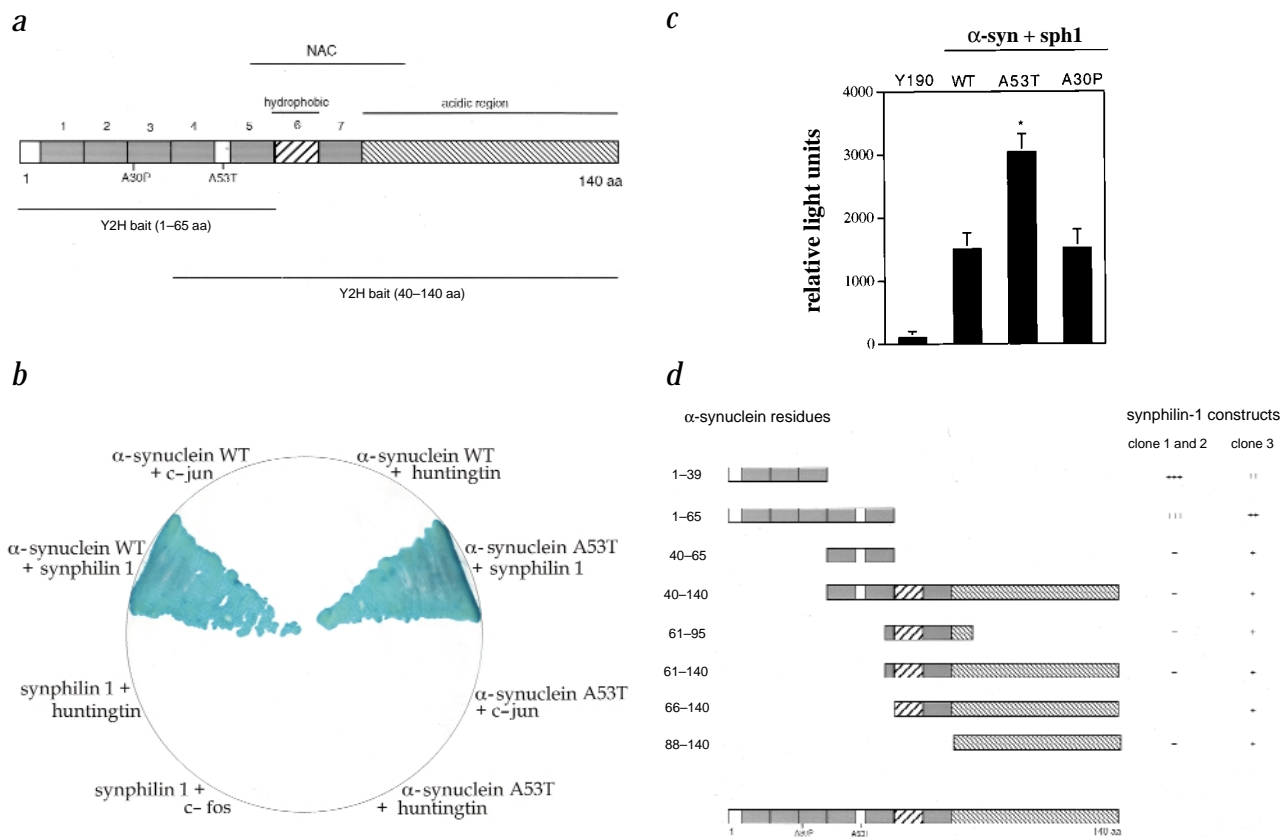 a
NAC
hydrophobic
acidic region
1 2 3 4 5 6 7
1
A30P
A53T
140 aa
Y2H bait (1–65 aa)
Y2H bait (40–140 aa)
b
α-synuclein WT
+ c-jun
α-synuclein WT
+ huntingtin
α-synuclein WT
+ synphilin 1
α-synuclein A53T
+ synphilin 1
synphilin 1 +
huntingtin
α-synuclein A53T
+ c-jun
synphilin 1 +
c- fos
α-synuclein A53T
+ huntingtin
c
α-syn + sph1
Y190 WT A53T A30P
relative light units
4000
3000
2000
1000
0
*
d
α-synuclein residues
synphilin-1 constructs
clone 1 and 2
clone 3
1–39 +++
1–65 ++
40–65 – +
40–140 – +
61–95 – +
61–140 – +
66–140 +
88–140 – +
1
A30P
A53T
140 aa